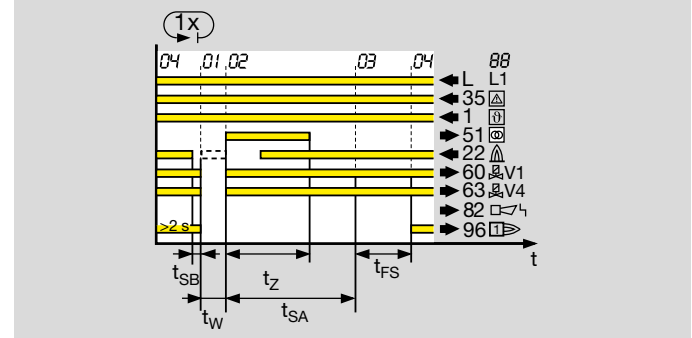 1x
04 01 02 03 04 88
L L1
35
1 ϑ
51
22
60 V1
63 V4
82
>2 s 96 1
t
tSB tZ tFS
tW tSA